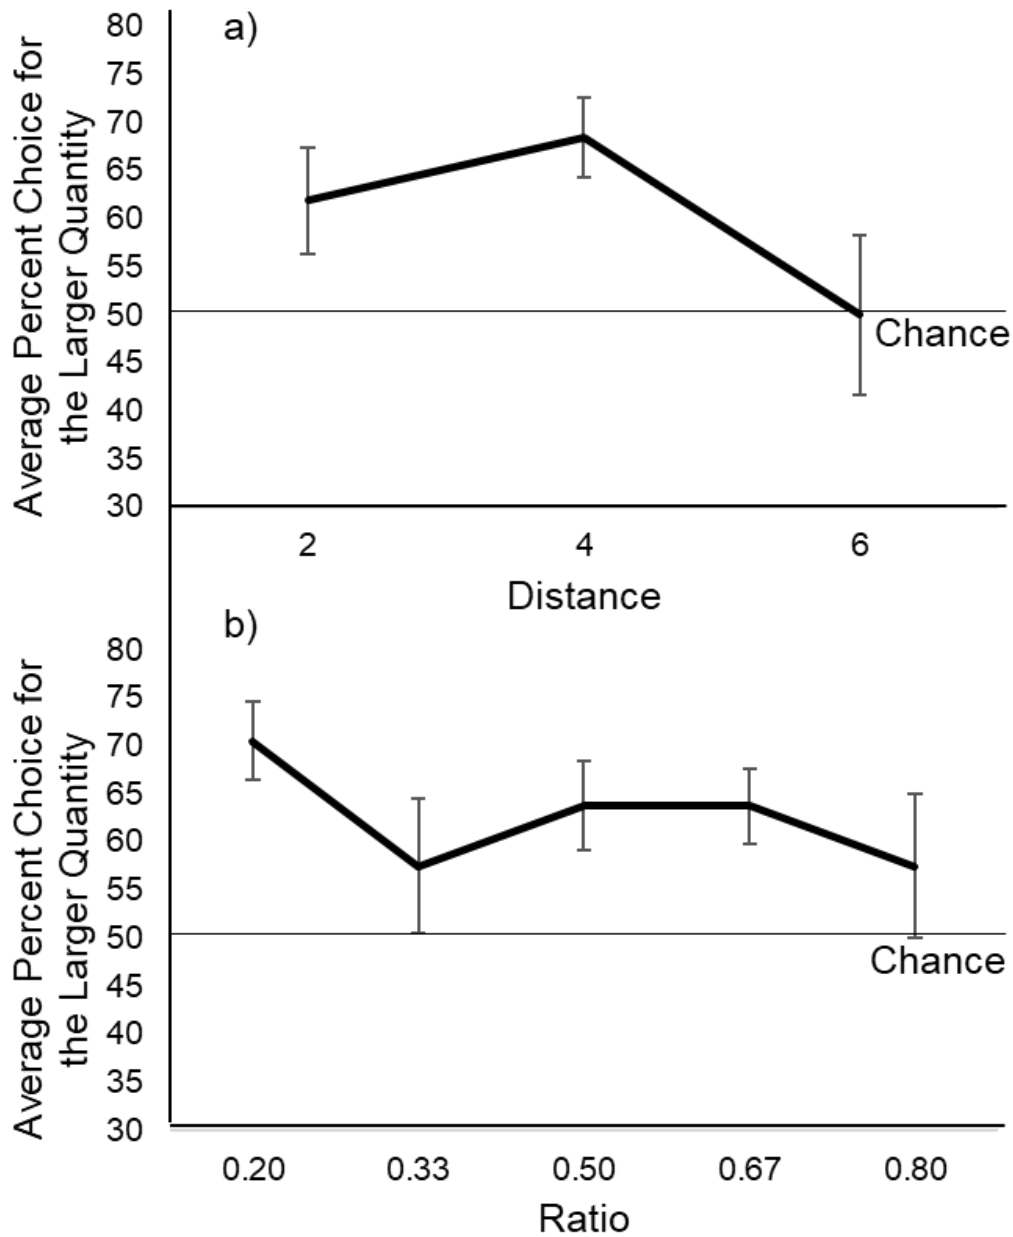 a)
Average Percent Choice for
the Larger Quantity
80
75
70
65
60
55
50
45
40
35
30
Chance
2 4 6
Distance
b)
Average Percent Choice for
the Larger Quantity
80
75
70
65
60
55
50
45
40
35
30
Chance
0.20 0.33 0.50 0.67 0.80
Ratio